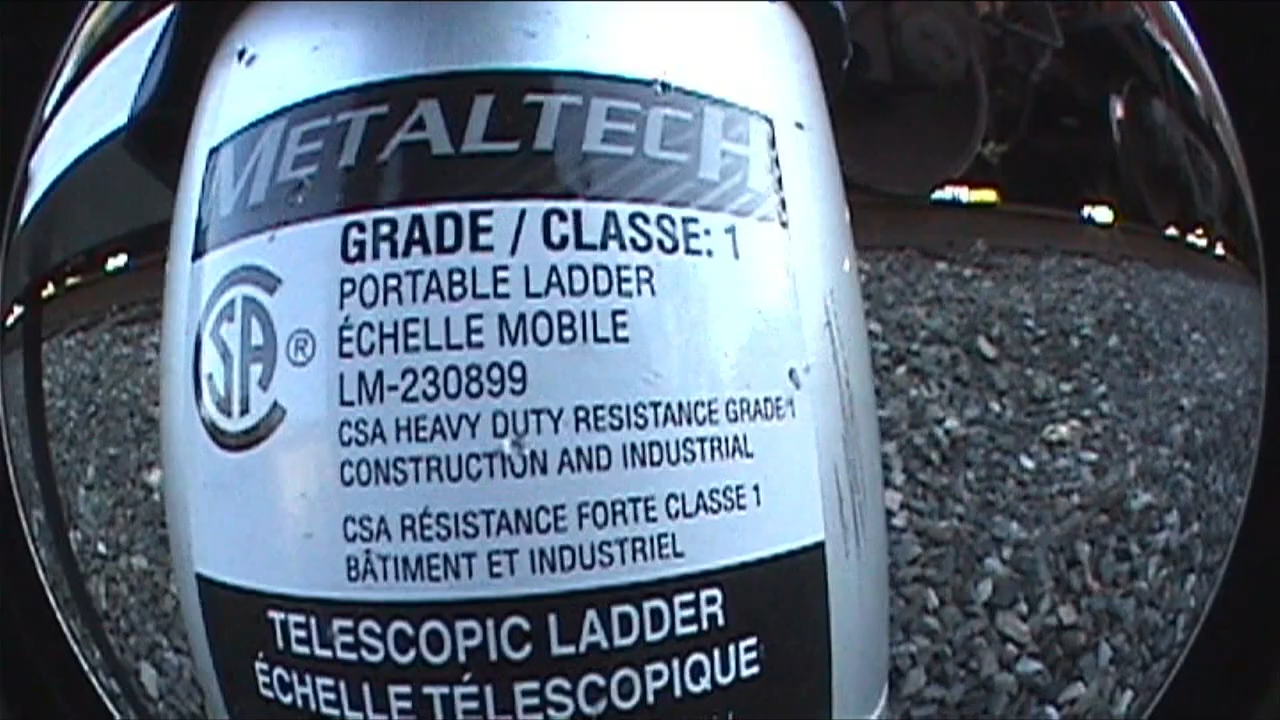 METALTECH
GRADE / CLASSE: 1
PORTABLE LADDER
ÉCHELLE MOBILE
LM-230899
CSA HEAVY DUTY RESISTANCE GRADE 1
CONSTRUCTION AND INDUSTRIAL
CSA RÉSISTANCE FORTE CLASSE 1
BÂTIMENT ET INDUSTRIEL
SA ®
TELESCOPIC LADDER
ÉCHELLE TÉLESCOPIQUE